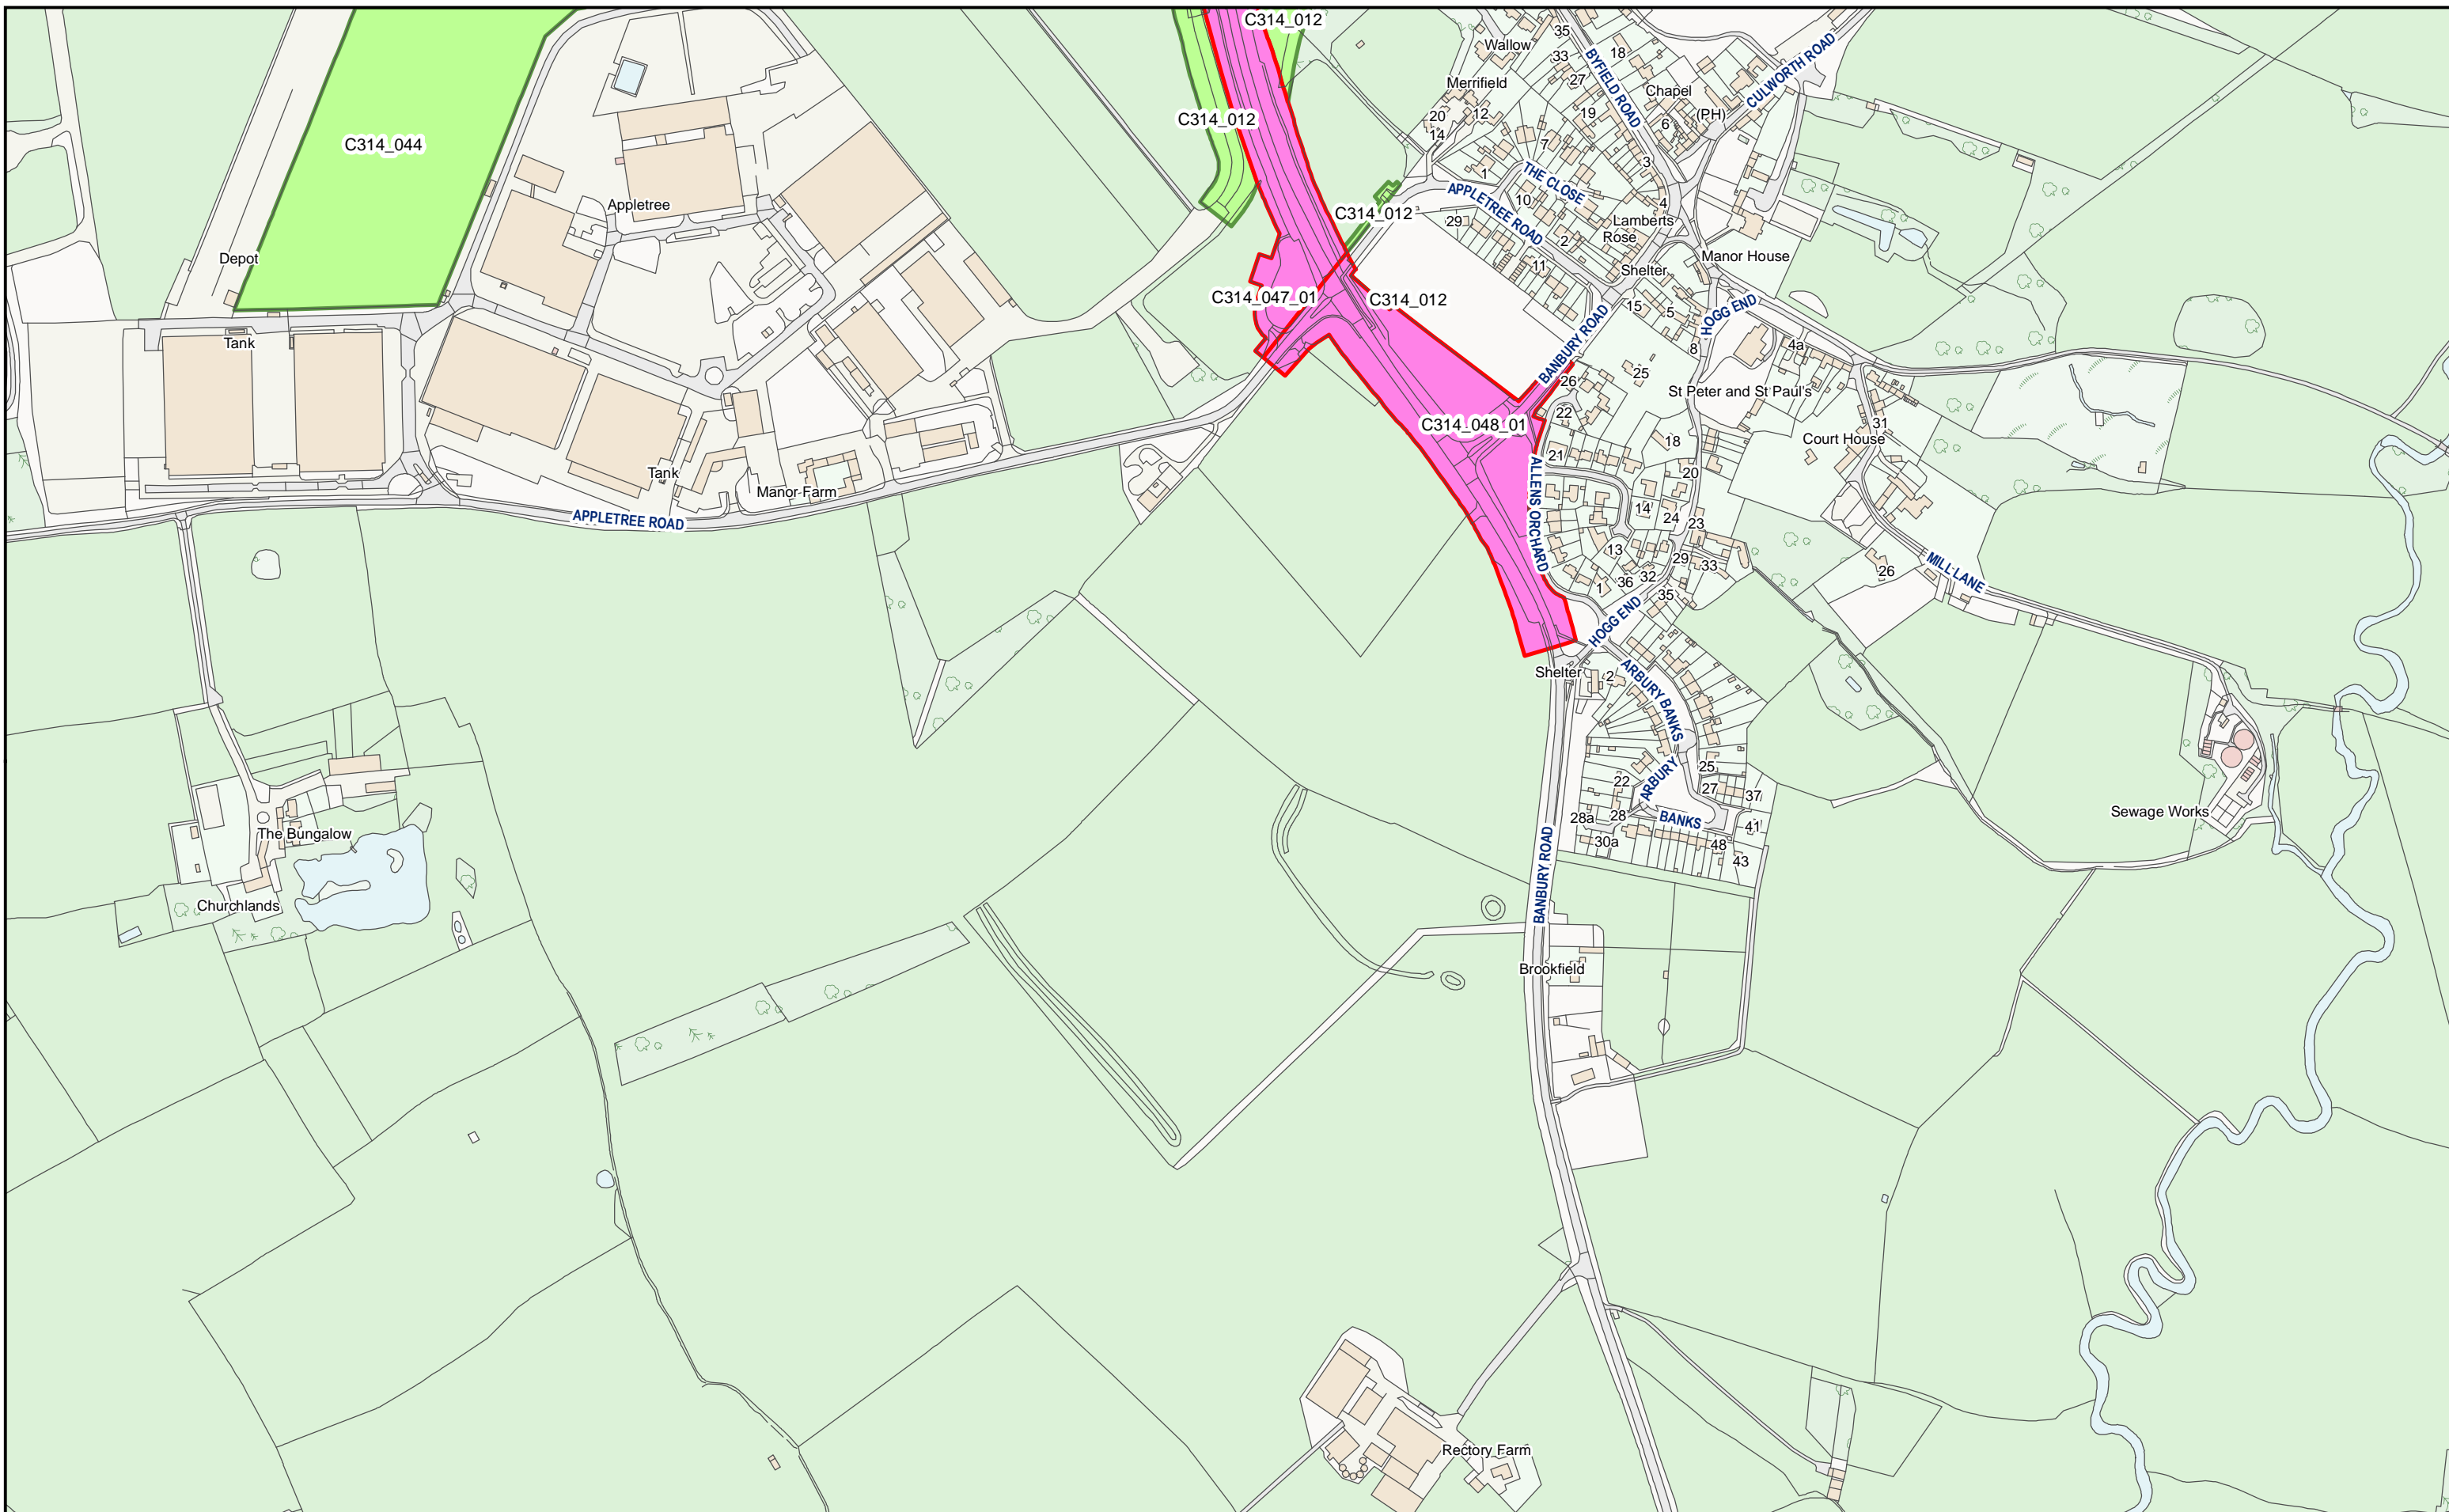 C314_012
35
Wallow
33
18
BYFIELD ROAD
27
CULWORTH ROAD
Merrifield
Chapel
(PH)
C314_012
20
12
19
6
14
C314_044
7
3
1
THE CLOSE
Appletree
APPLETREE ROAD
10
4
C314_012
29
Lamberts
2
Rose
Depot
11
Shelter
Manor House
C314_047_01
C314_012
15
5
HOGG END
Tank
BANBURY ROAD
8
4a
26
25
St Peter and St Paul's
22
C314_048_01
31
18
Court House
21
Tank
20
Manor Farm
ALLENS ORCHARD
14
24
23
APPLETREE ROAD
13
29
33
26
MILL LANE
1
36
32
35
HOGG END
Shelter
2
ARBURY BANKS
25
22
ARBURY
27
37
The Bungalow
28a
28
BANKS
41
Sewage Works
30a
48
43
BANBURY ROAD
Churchlands
Brookfield
Rectory Farm